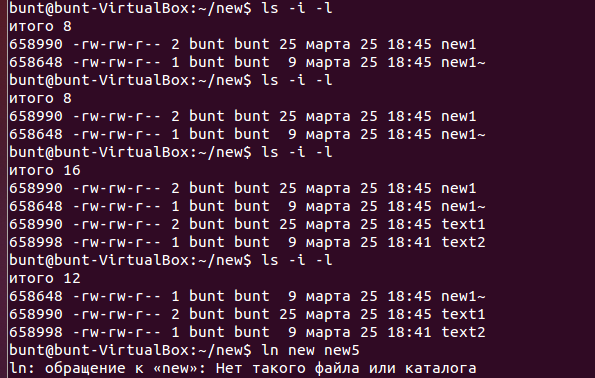 bunt@bunt-VirtualBox:~/new$ ls -i -l
итого 8
658990 -rw-rw-r-- 2 bunt bunt 25 марта 25 18:45 new1
658648 -rw-rw-r-- 1 bunt bunt  9 марта 25 18:45 new1~
bunt@bunt-VirtualBox:~/new$ ls -i -l
итого 8
658990 -rw-rw-r-- 2 bunt bunt 25 марта 25 18:45 new1
658648 -rw-rw-r-- 1 bunt bunt  9 марта 25 18:45 new1~
bunt@bunt-VirtualBox:~/new$ ls -i -l
итого 16
658990 -rw-rw-r-- 2 bunt bunt 25 марта 25 18:45 new1
658648 -rw-rw-r-- 1 bunt bunt  9 марта 25 18:45 new1~
658990 -rw-rw-r-- 2 bunt bunt 25 марта 25 18:45 text1
658998 -rw-rw-r-- 1 bunt bunt  9 марта 25 18:41 text2
bunt@bunt-VirtualBox:~/new$ ls -i -l
итого 12
658648 -rw-rw-r-- 1 bunt bunt  9 марта 25 18:45 new1~
658990 -rw-rw-r-- 2 bunt bunt 25 марта 25 18:45 text1
658998 -rw-rw-r-- 1 bunt bunt  9 марта 25 18:41 text2
bunt@bunt-VirtualBox:~/new$ ln new new5
ln: обращение к «new»: Нет такого файла или каталога